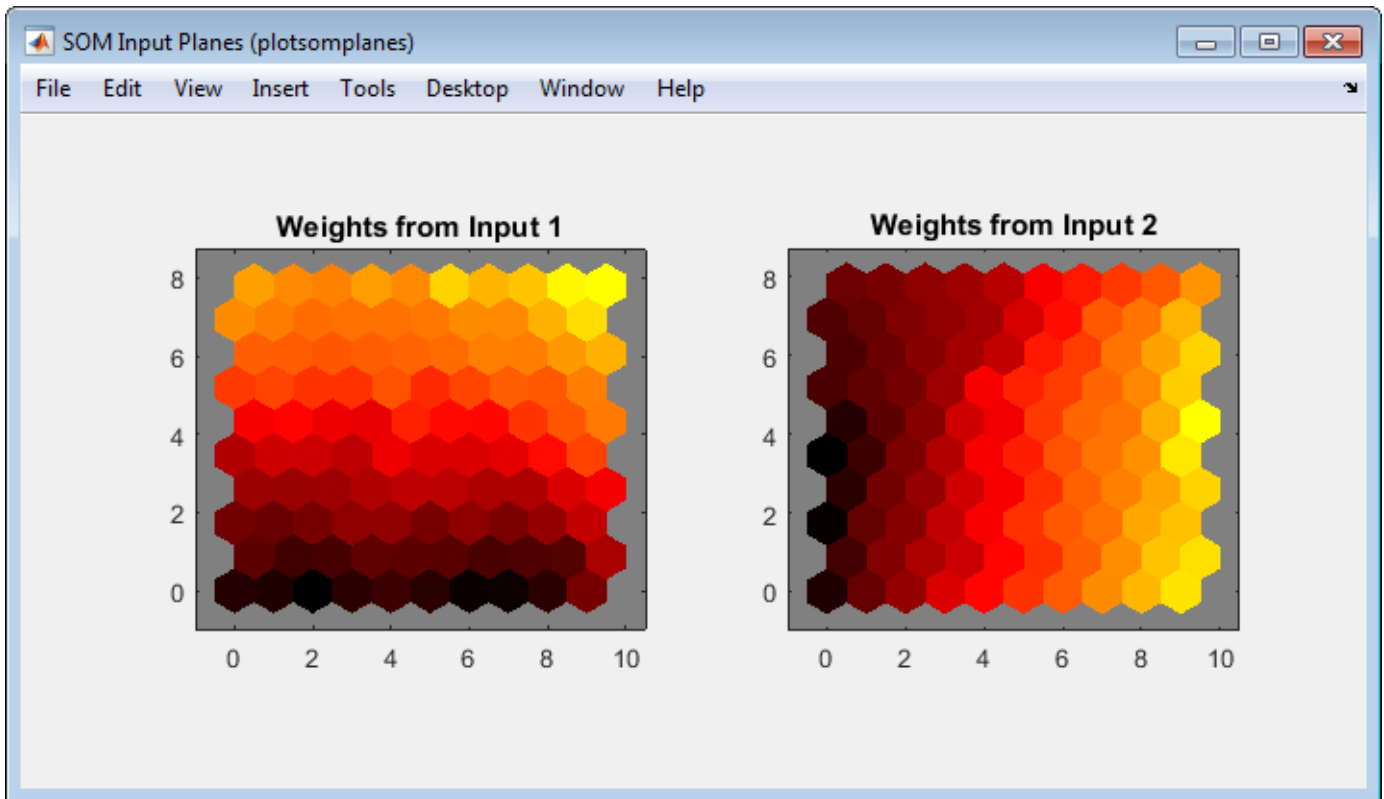 SOM Input Planes (plotsomplanes)
File Edit View Insert Tools Desktop Window Help
Weights from Input 1
8
6
4
2
0
0 2 4 6 8 10
Weights from Input 2
8
6
4
2
0
0 2 4 6 8 10